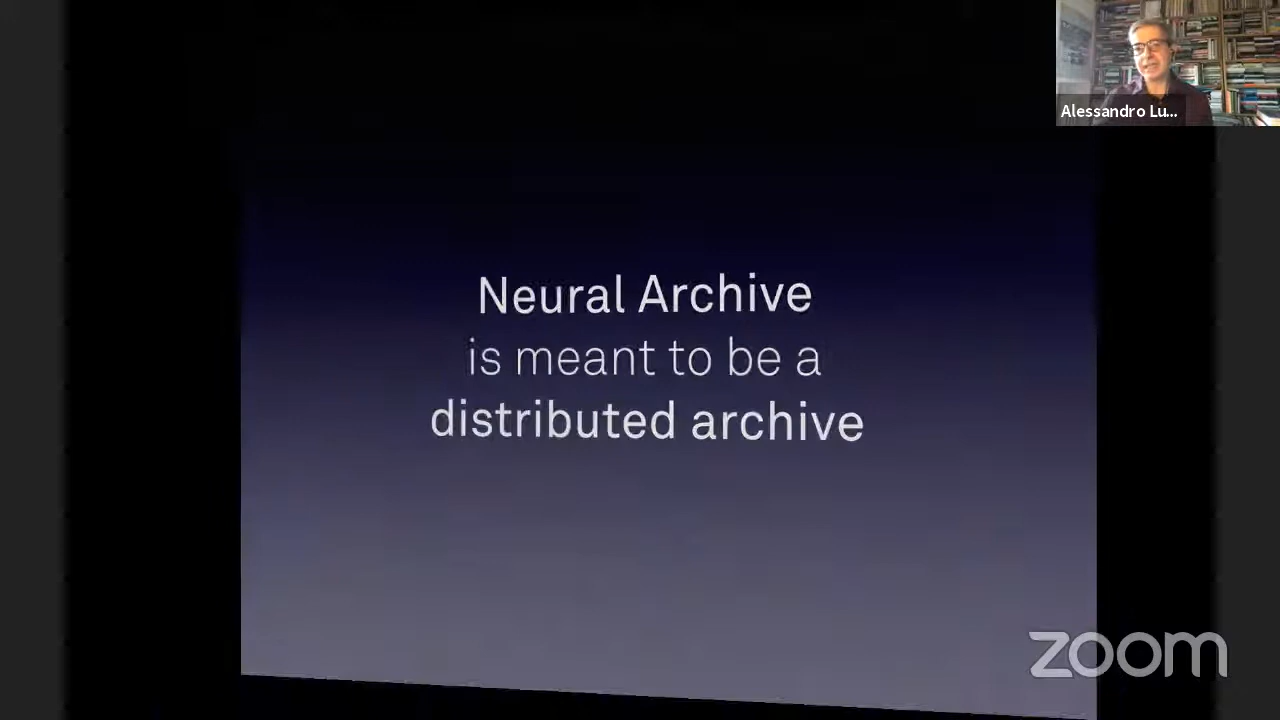 Alessandro Lu...
Neural Archive
is meant to be a
distributed archive
zoom